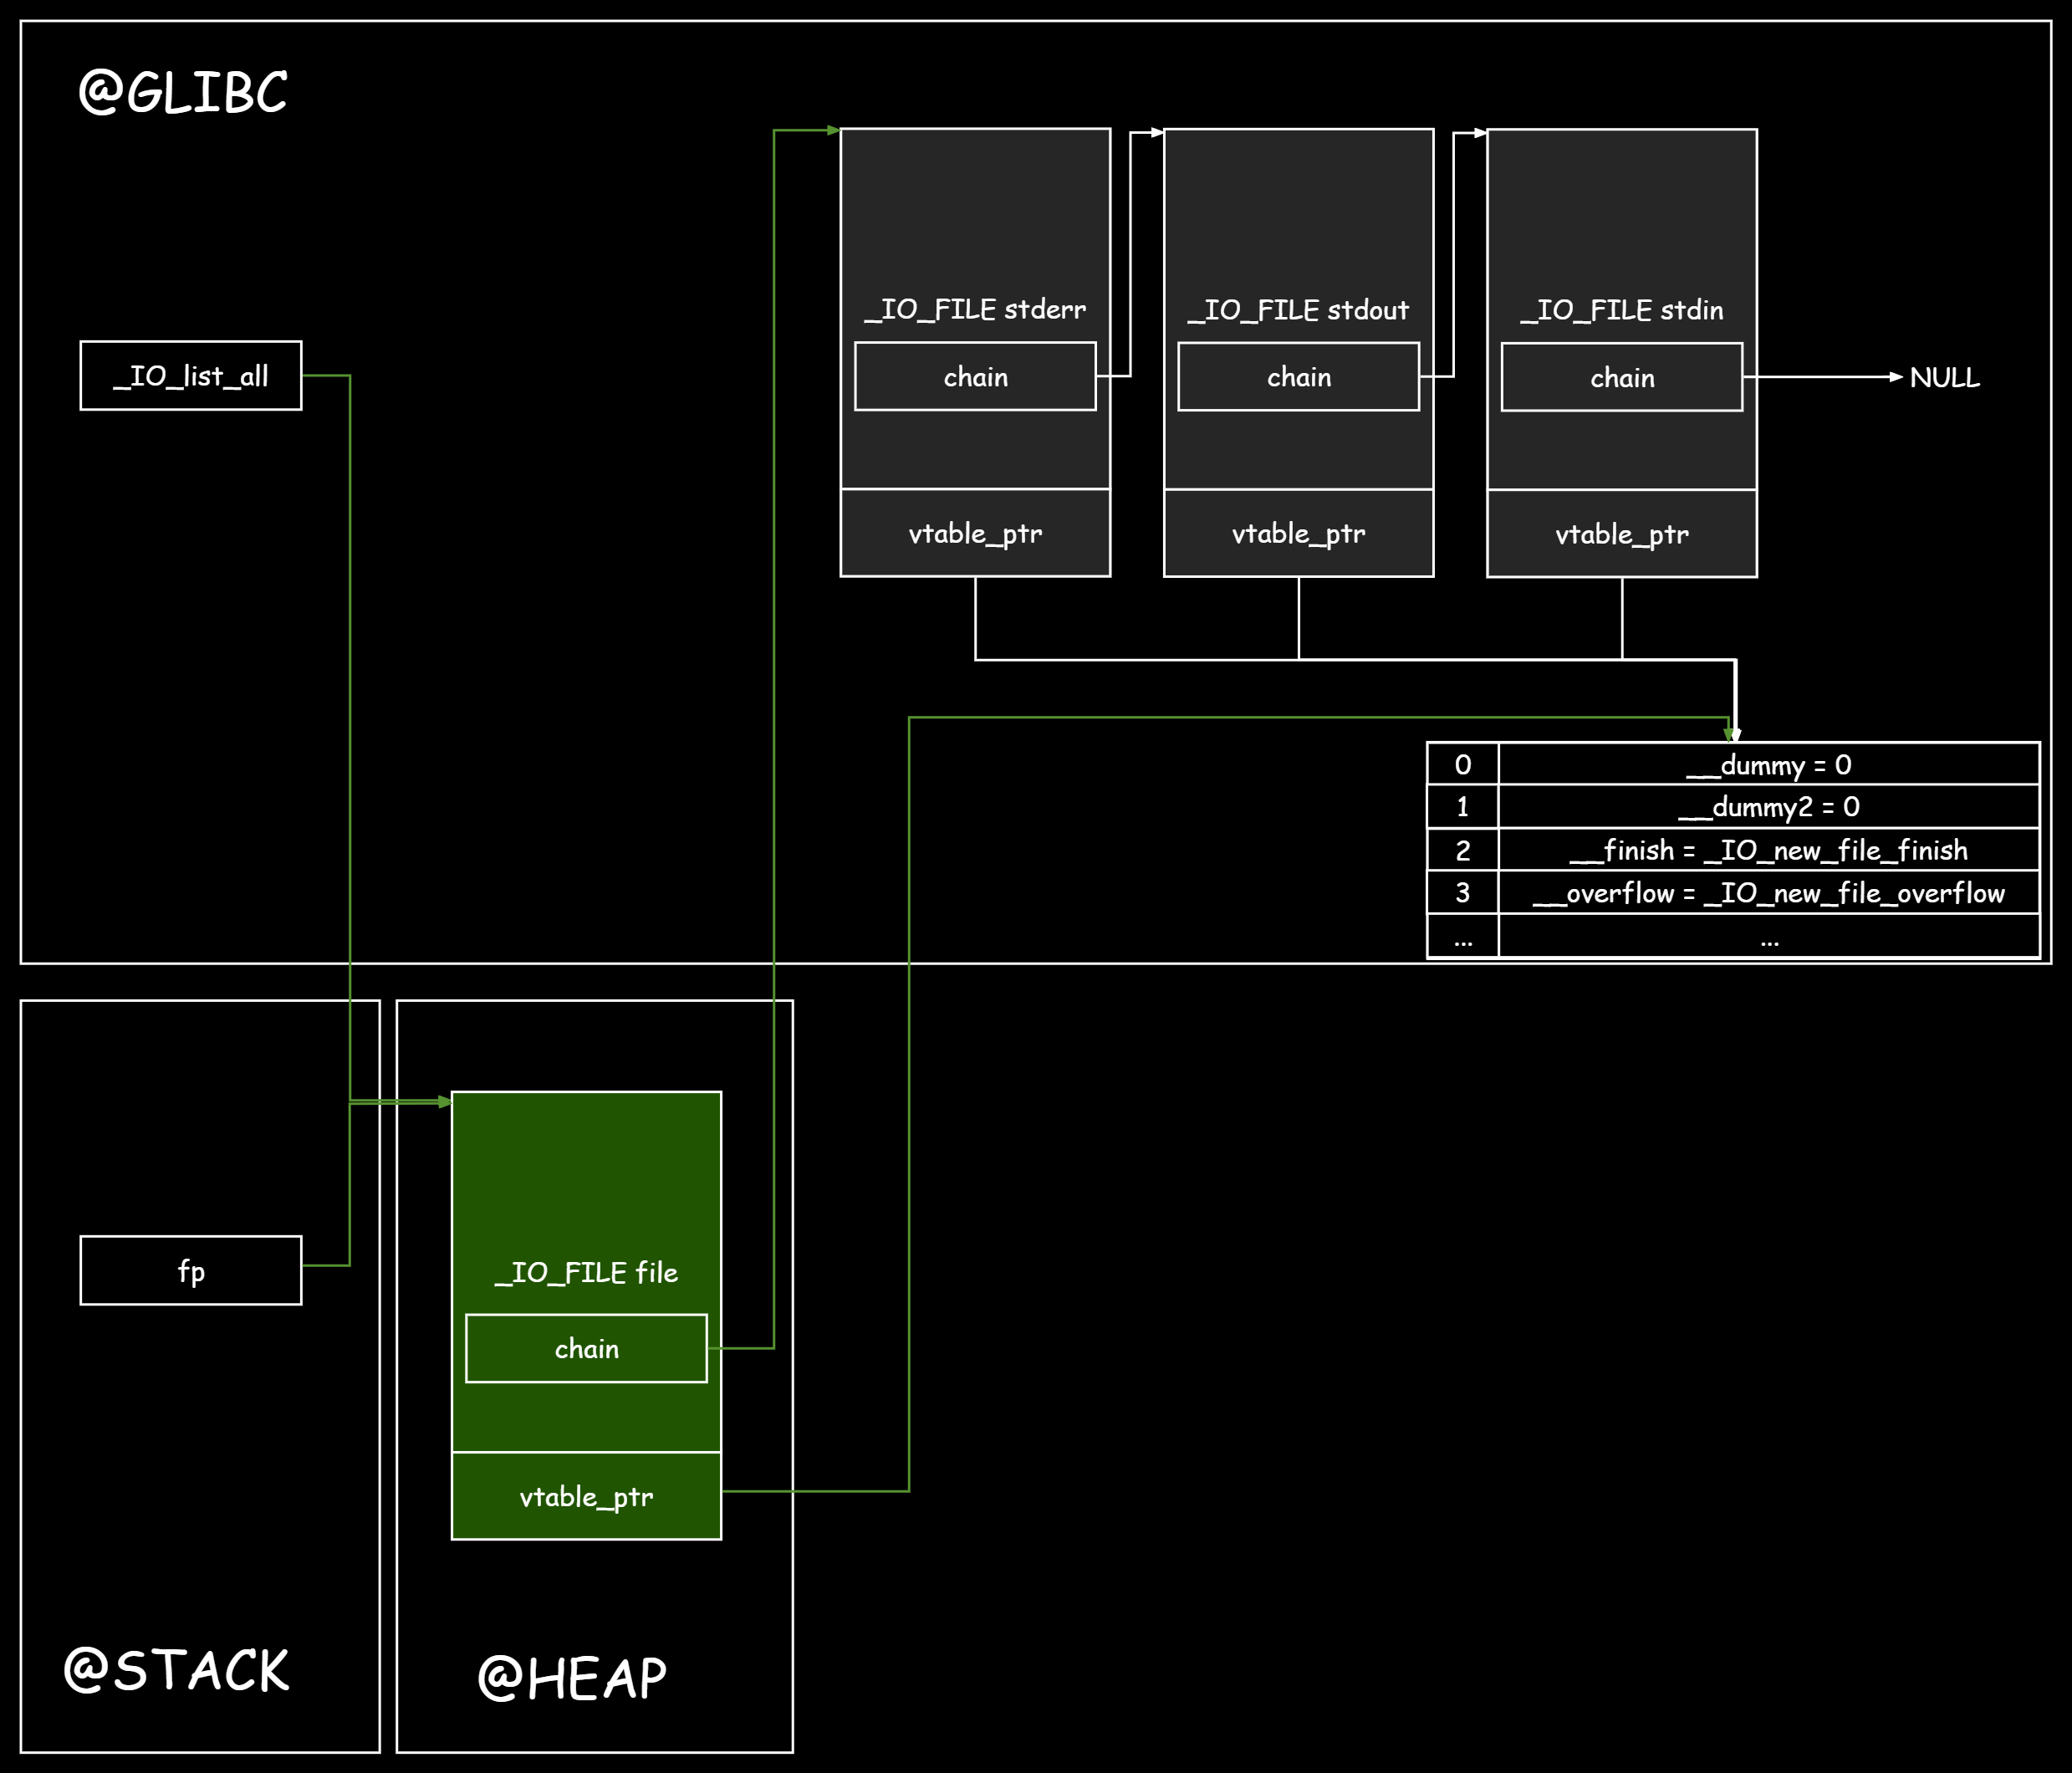 @GLIBC
_IO_FILE stderr
_IO_FILE stdout
_IO_FILE stdin
_IO_list_all
chain
chain
chain
NULL
vtable_ptr
vtable_ptr
vtable_ptr
0 __dummy = 0
1 __dummy2 = 0
2 __finish = _IO_new_file_finish
3 __overflow = _IO_new_file_overflow
... ...
fp
_IO_FILE file
chain
vtable_ptr
@STACK
@HEAP